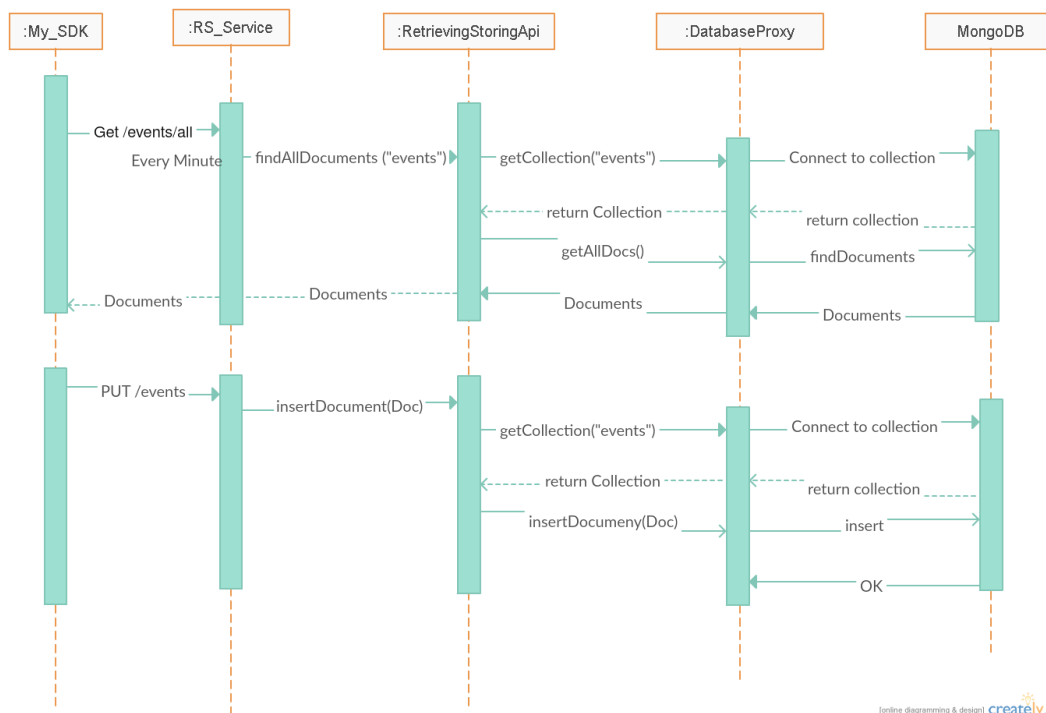 :My_SDK
:RS_Service
:RetrievingStoringApi
:DatabaseProxy
MongoDB
Get /events/all
Every Minute
findAllDocuments ("events")
getCollection("events")
Connect to collection
return Collection
return collection
getAllDocs()
findDocuments
Documents
Documents
Documents
Documents
PUT /events
insertDocument(Doc)
getCollection("events")
Connect to collection
return Collection
return collection
insertDocumeny(Doc)
insert
OK
[online diagramming & design] creately